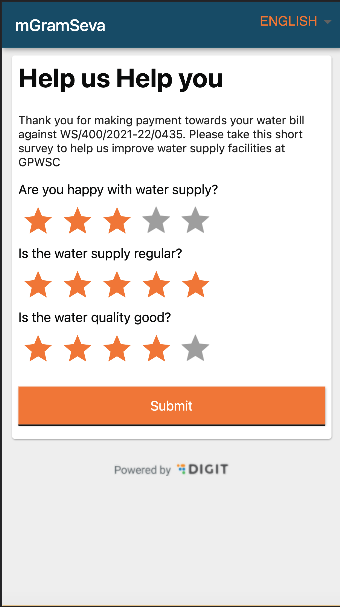 mGramSeva
ENGLISH
Help us Help you
Thank you for making payment towards your water bill
against WS/400/2021-22/0435. Please take this short
survey to help us improve water supply facilities at
GPWSC
Are you happy with water supply?
Is the water supply regular?
Is the water quality good?
Submit
Powered by DIGIT